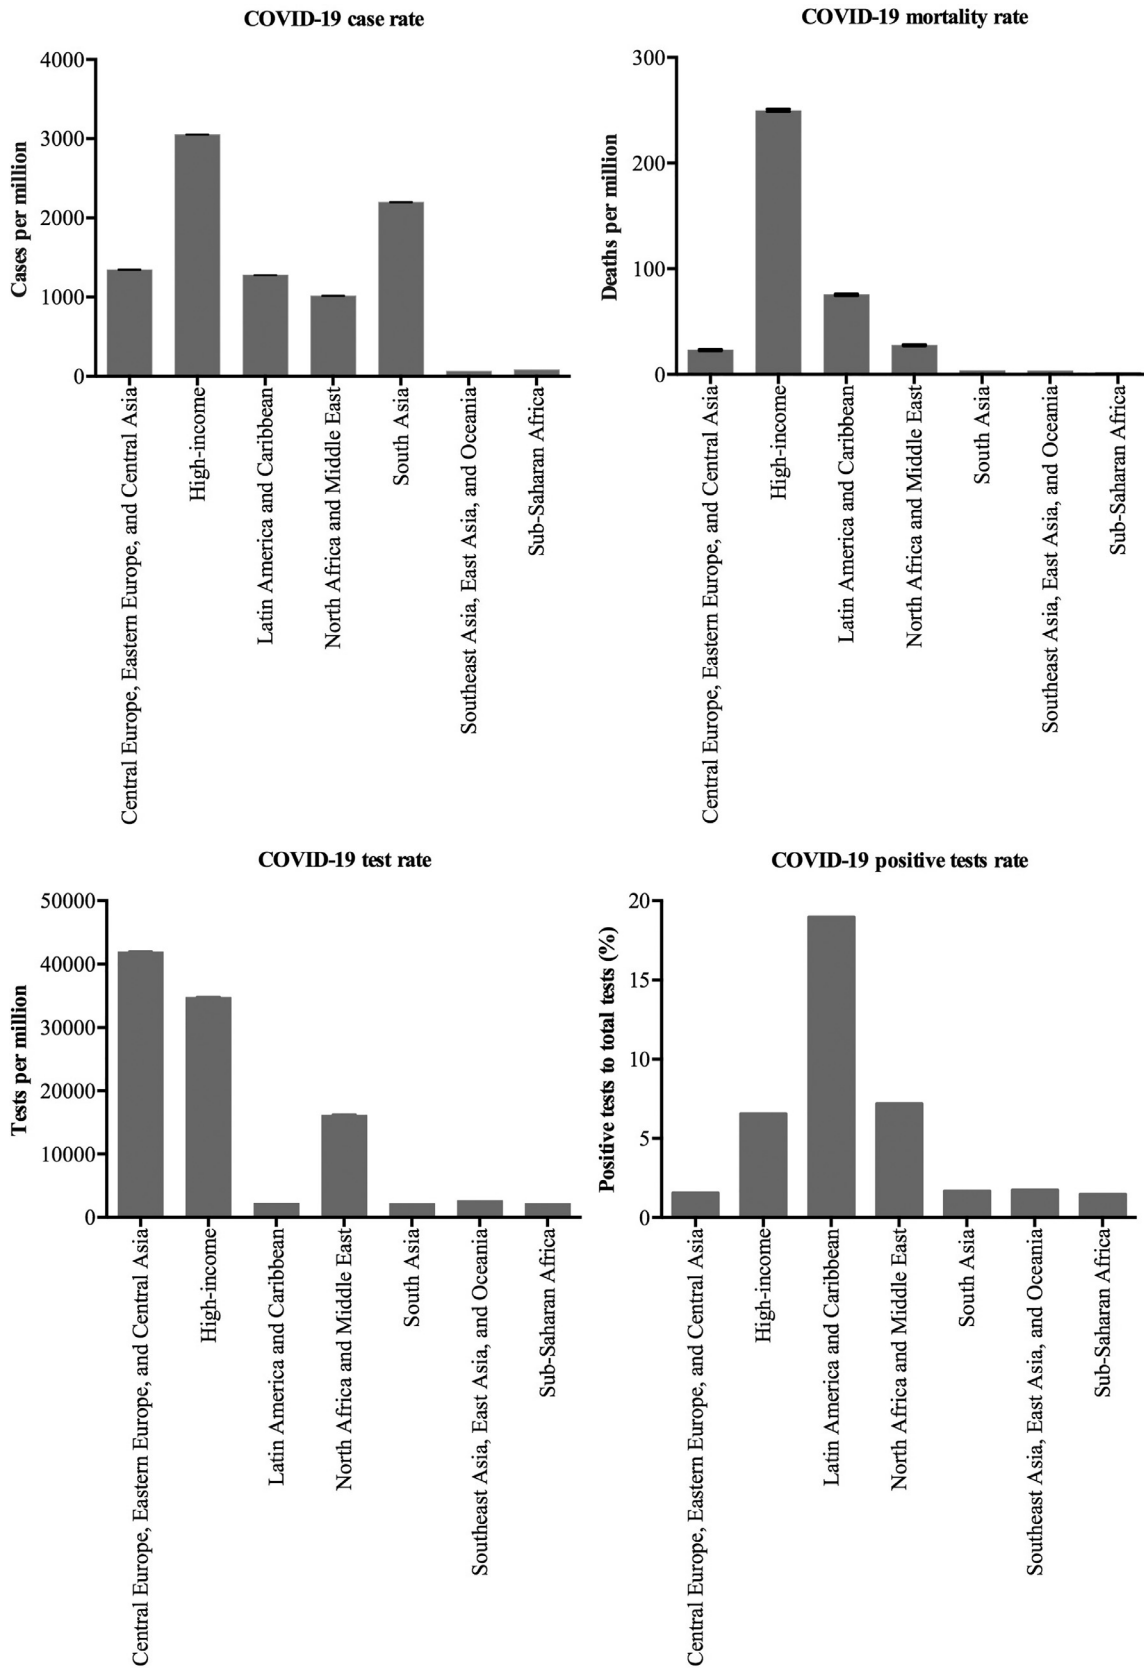 COVID-19 case rate
Cases per million
4000
3000
2000
1000
0
Central Europe, Eastern Europe, and Central Asia
High-income
Latin America and Caribbean
North Africa and Middle East
South Asia
Southeast Asia, East Asia, and Oceania
Sub-Saharan Africa
COVID-19 mortality rate
Deaths per million
300
200
100
0
Central Europe, Eastern Europe, and Central Asia
High-income
Latin America and Caribbean
North Africa and Middle East
South Asia
Southeast Asia, East Asia, and Oceania
Sub-Saharan Africa
COVID-19 test rate
Tests per million
50000
40000
30000
20000
10000
0
Central Europe, Eastern Europe, and Central Asia
High-income
Latin America and Caribbean
North Africa and Middle East
South Asia
Southeast Asia, East Asia, and Oceania
Sub-Saharan Africa
COVID-19 positive tests rate
Positive tests to total tests (%)
20
15
10
5
0
Central Europe, Eastern Europe, and Central Asia
High-income
Latin America and Caribbean
North Africa and Middle East
South Asia
Southeast Asia, East Asia, and Oceania
Sub-Saharan Africa